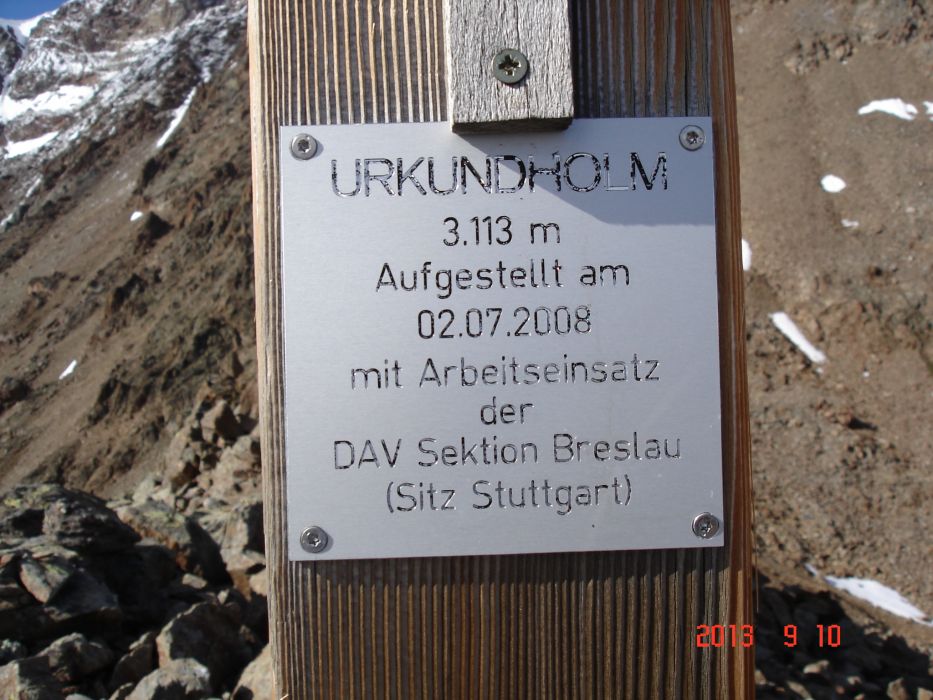 URKUNDHOLM
3.113 m
Aufgestellt am
02.07.2008
mit Arbeitseinsatz
der
DAV Sektion Breslau
(Sitz Stuttgart)
2013 9 10